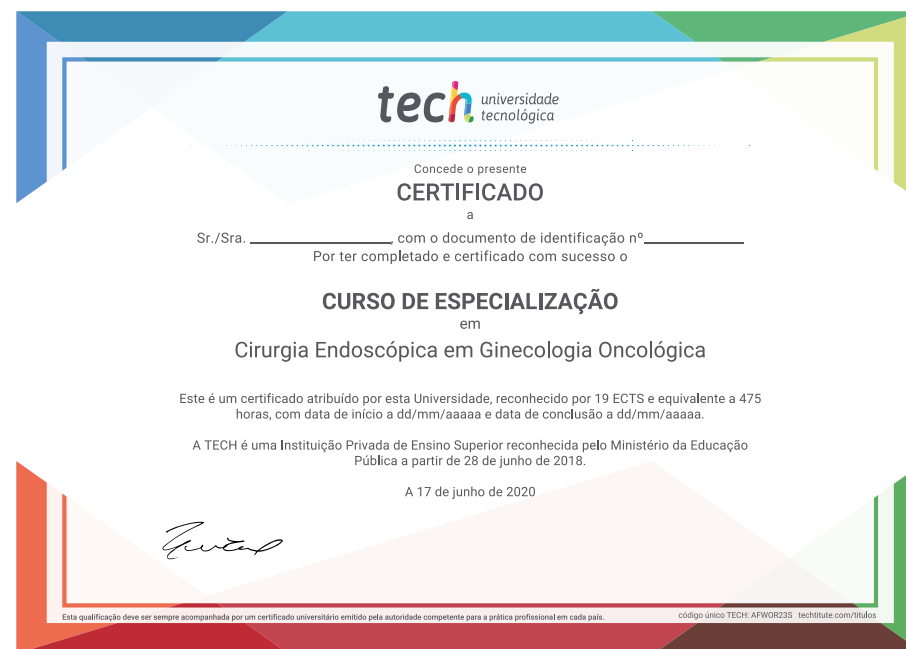 tech universidade
tecnológica
Concede o presente
CERTIFICADO
a
Sr./Sra. ____________________, com o documento de identificação nº______________
Por ter completado e certificado com sucesso o
CURSO DE ESPECIALIZAÇÃO
em
Cirurgia Endoscópica em Ginecologia Oncológica
Este é um certificado atribuído por esta Universidade, reconhecido por 19 ECTS e equivalente a 475
horas, com data de início a dd/mm/aaaaa e data de conclusão a dd/mm/aaaaa.
A TECH é uma Instituição Privada de Ensino Superior reconhecida pelo Ministério da Educação
Pública a partir de 28 de junho de 2018.
A 17 de junho de 2020
Esta qualificação deve ser sempre acompanhada por um certificado universitário emitido pela autoridade competente para a prática profissional em cada país.
código único TECH: AFWOR23S techtitute.com/titulos